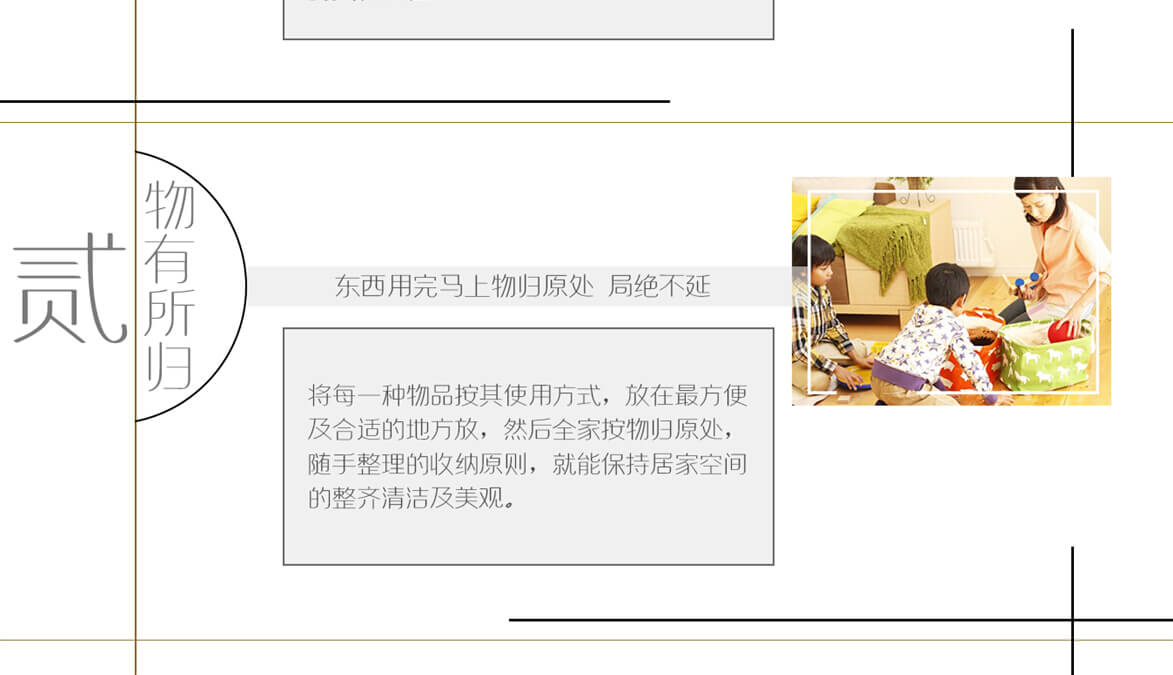 贰
物有所归
东西用完马上物归原处 局绝不延
将每一种物品按其使用方式，放在最方便
及合适的地方放，然后全家按物归原处，
随手整理的收纳原则，就能保持居家空间
的整齐清洁及美观。